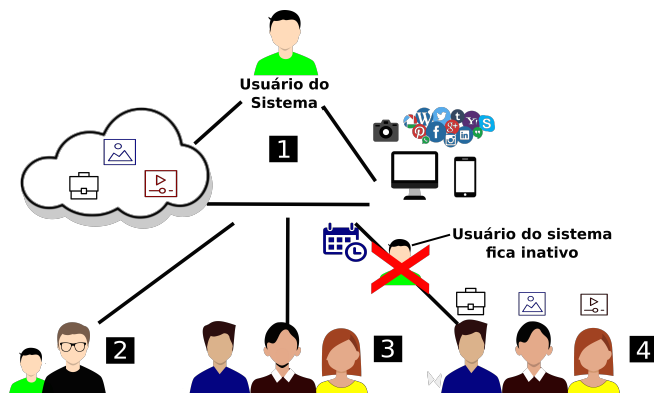 Usuário do
Sistema
1
Usuário do sistema
fica inativo
2
3
4